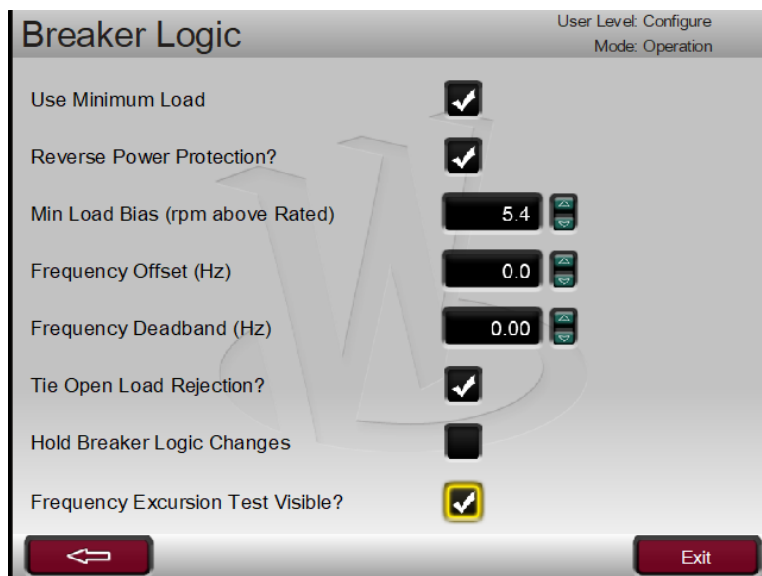 Breaker Logic
User Level: Configure
Mode: Operation
Use Minimum Load
Reverse Power Protection?
Min Load Bias (rpm above Rated) 5.4
Frequency Offset (Hz) 0.0
Frequency Deadband (Hz) 0.00
Tie Open Load Rejection?
Hold Breaker Logic Changes
Frequency Excursion Test Visible?
Exit